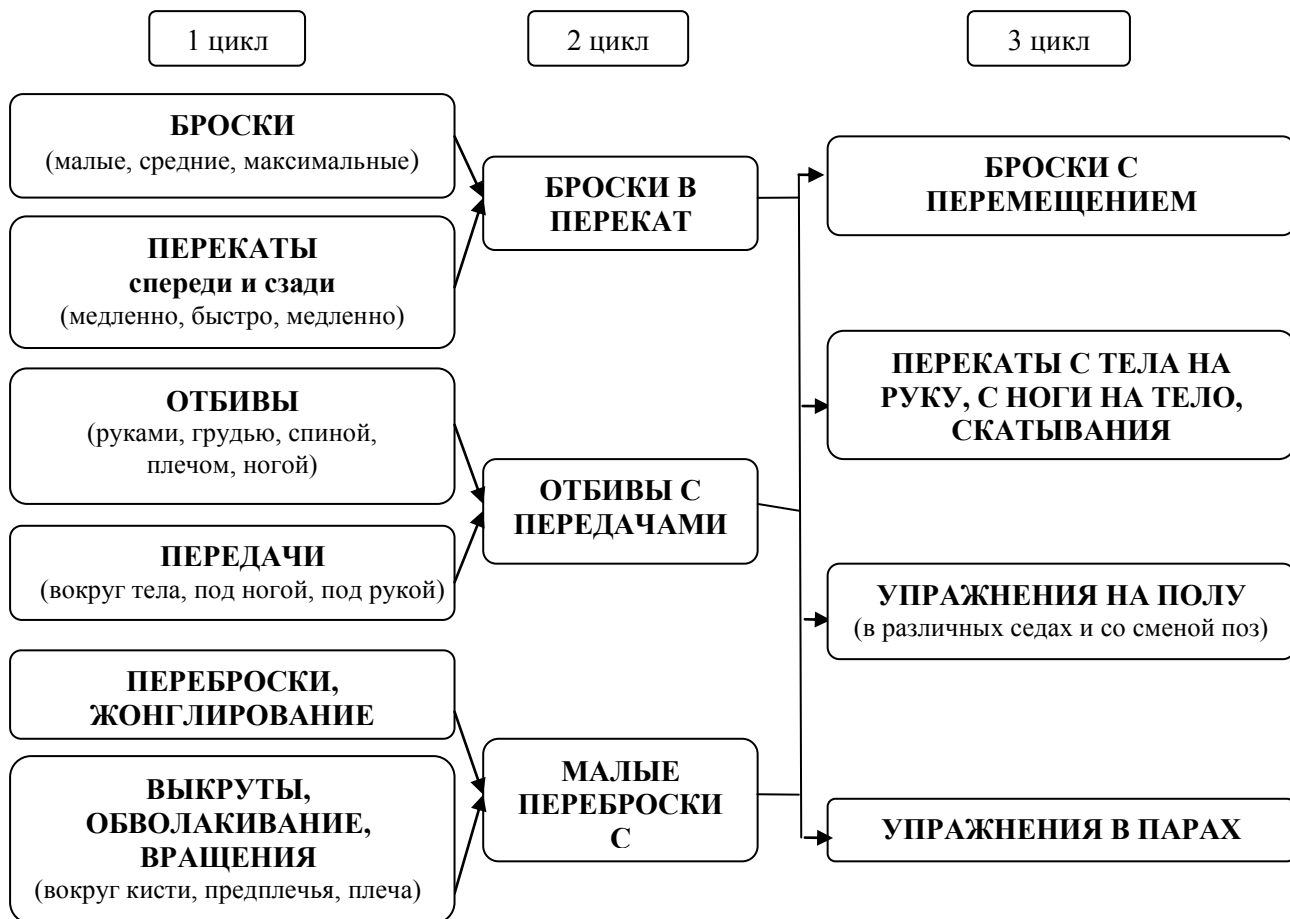 1 цикл
2 цикл
3 цикл
БРОСКИ
(малые, средние, максимальные)
ПЕРЕКАТЫ
спереди и сзади
(медленно, быстро, медленно)
ОТБИВЫ
(руками, грудью, спиной,
плечом, ногой)
ПЕРЕДАЧИ
(вокруг тела, под ногой, под рукой)
ПЕРЕБРОСКИ,
ЖОНГЛИРОВАНИЕ
ВЫКРУТЫ,
ОБВОЛАКИВАНИЕ,
ВРАЩЕНИЯ
(вокруг кисти, предплечья, плеча)
БРОСКИ В
ПЕРЕКАТ
ОТБИВЫ С
ПЕРЕДАЧАМИ
МАЛЫЕ
ПЕРЕБРОСКИ
С
БРОСКИ С
ПЕРЕМЕЩЕНИЕМ
ПЕРЕКАТЫ С ТЕЛА НА
РУКУ, С НОГИ НА ТЕЛО,
СКАТЫВАНИЯ
УПРАЖНЕНИЯ НА ПОЛУ
(в различных седах и со сменой поз)
УПРАЖНЕНИЯ В ПАРАХ